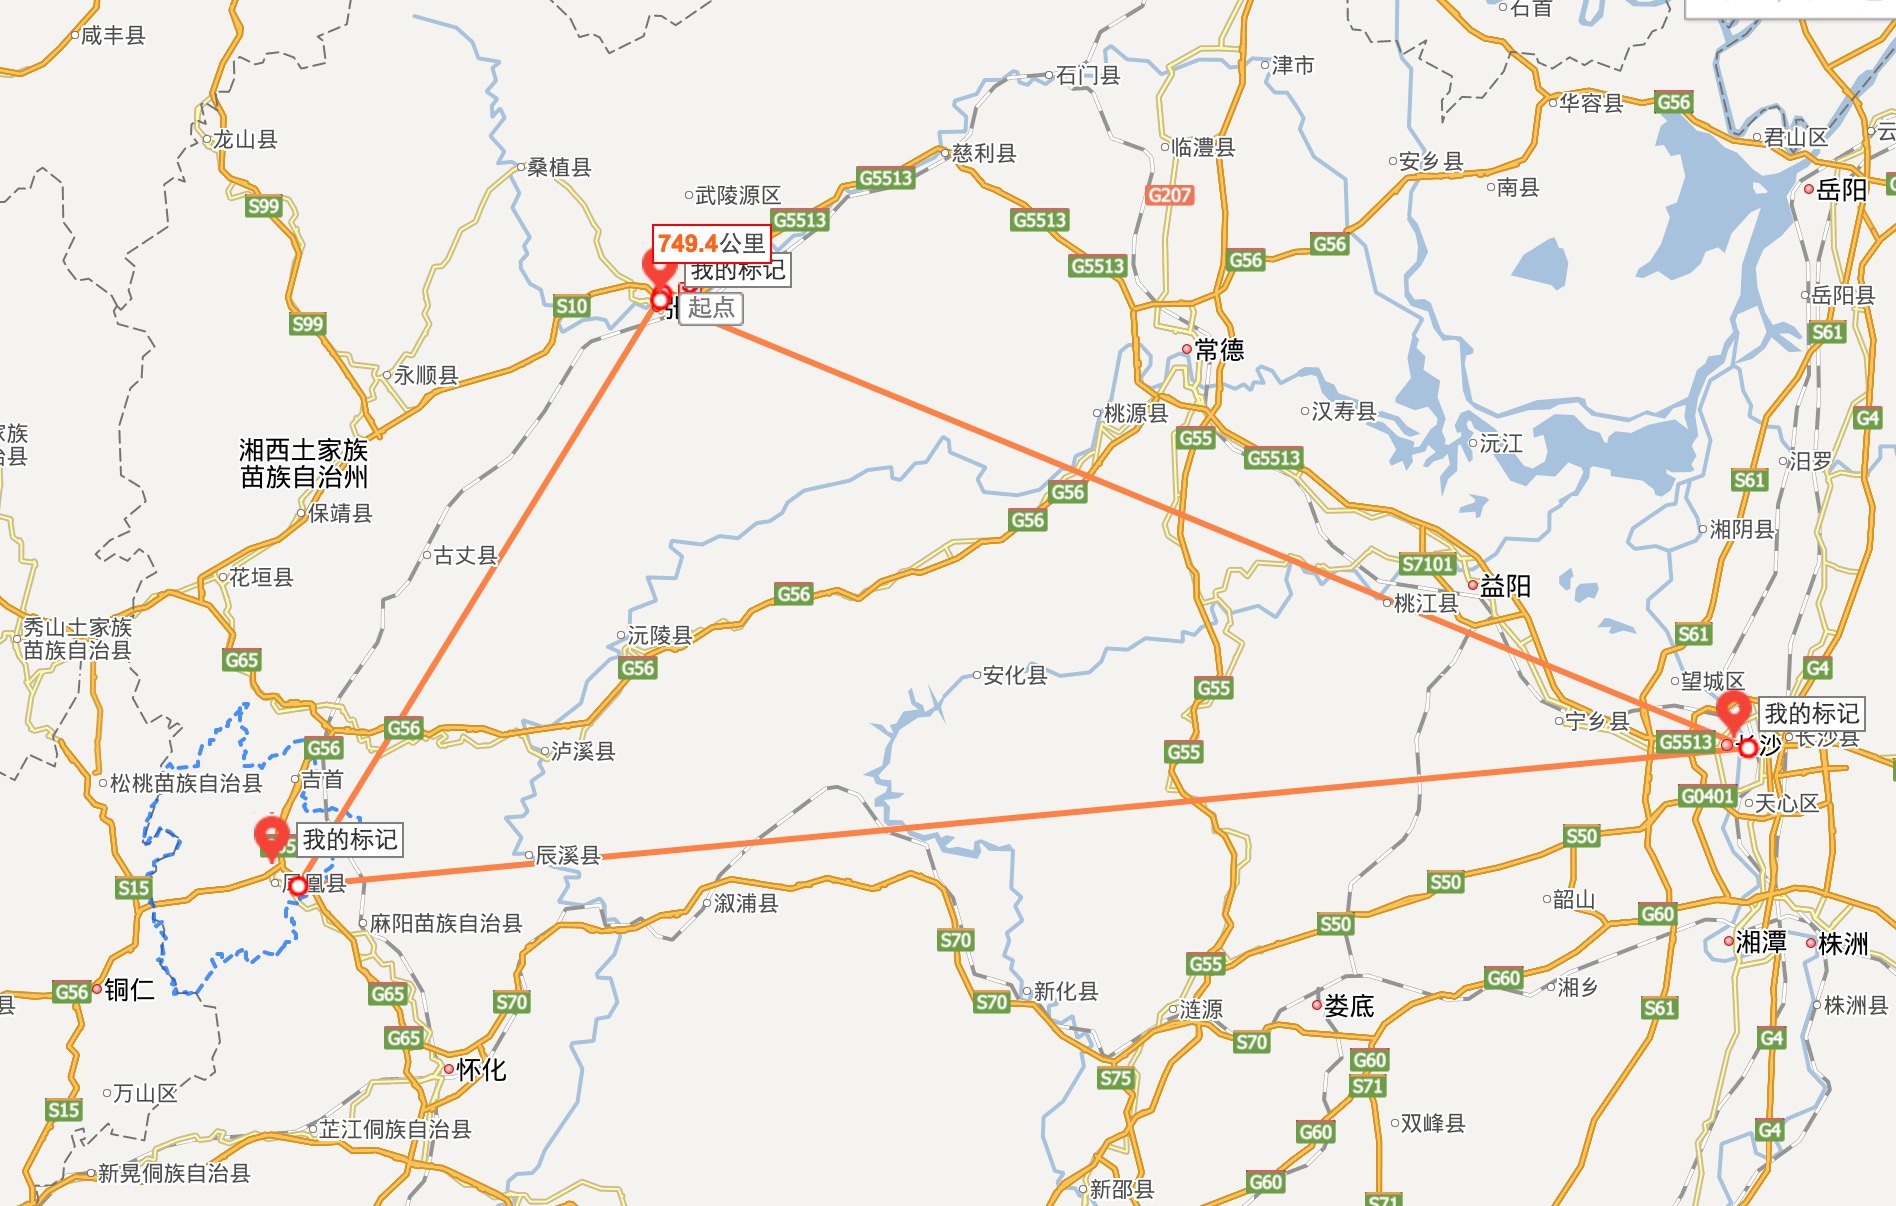 咸丰县
石首
石门县
津市
华容县
G56
龙山县
君山区
云
临澧县
慈利县
安乡县
桑植县
G5513
武陵源区
G207
南县
岳阳
S99
G5513
G5513
749.4公里
G56
G56
G5513
我的标记
岳阳县
S10
起点
S99
S61
常德
永顺县
桃源县
汉寿县
G4
G55
沅江
湘西土家族
苗族自治州
G5513
汨罗
S61
G56
保靖县
G56
湘阴县
古丈县
S7101
花垣县
益阳
G56
桃江县
秀山土家族
苗族自治县
沅陵县
S61
G65
G56
G4
安化县
望城区
G55
我的标记
宁乡县
G56
G5513
长沙
长沙县
G56
泸溪县
G55
吉首
松桃苗族自治县
G0401
天心区
我的标记
S50
辰溪县
凤凰县
S15
S50
溆浦县
韶山
麻阳苗族自治县
S50
G60
S70
湘潭
株洲
G55
G60
铜仁
G56
G65
S70
S70
新化县
湘乡
县
涟源
娄底
S61
株洲县
G65
S70
G4
G60
怀化
S75
S71
万山区
S15
双峰县
芷江侗族自治县
G60
G4
新晃侗族自治县
新邵县
G60
S71